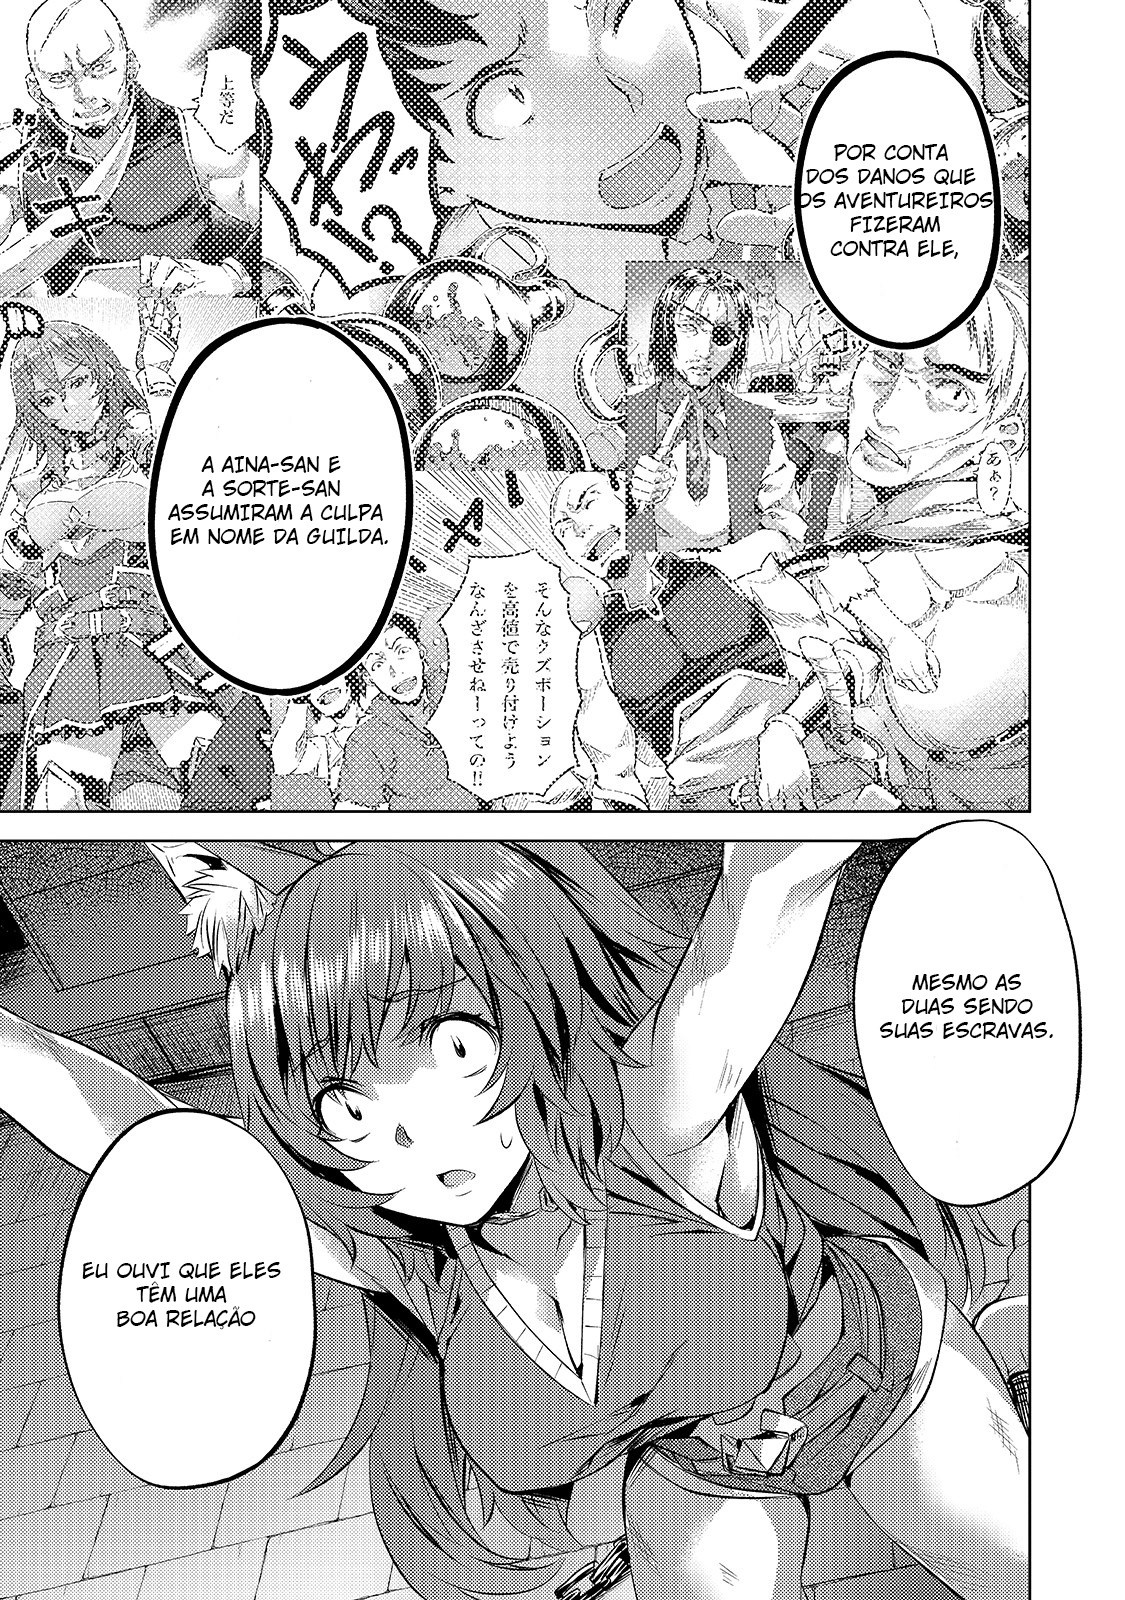 POR CONTA
DOS DANOS QUE
OS AVENTUREIROS
FIZERAM
CONTRA ELE,
上等だ
A AINA-SAN E
A SORTE-SAN
ASSUMIRAM A CULPA
EM NOME DA GUILDA.
あぁ?
そんなクズポーション
を高値で売り付けよう
なんざさせねーっての!!
MESMO AS
DUAS SENDO
SUAS ESCRAVAS.
EU OUVI QUE ELES
TÊM UMA
BOA RELAÇÃO